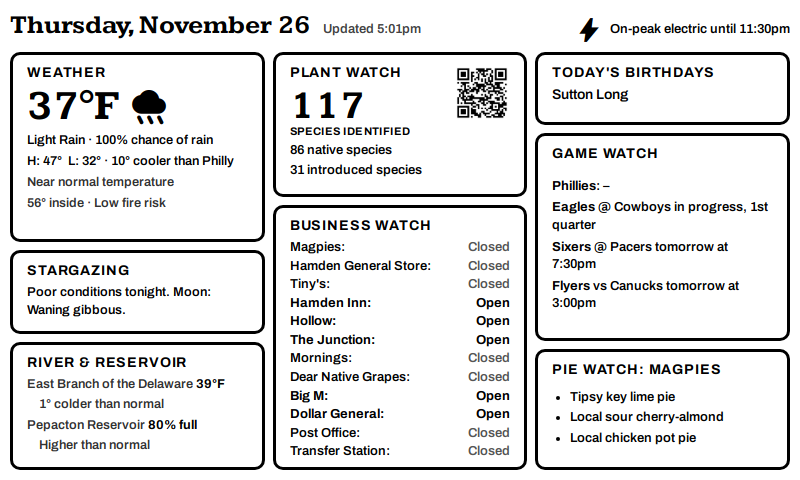 Thursday, November 26 Updated 5:01pm
On-peak electric until 11:30pm
WEATHER
37°F
Light Rain · 100% chance of rain
H: 47° L: 32° · 10° cooler than Philly
Near normal temperature
56° inside · Low fire risk
STARGAZING
Poor conditions tonight. Moon:
Waning gibbous.
RIVER & RESERVOIR
East Branch of the Delaware 39°F
1° colder than normal
Pepacton Reservoir 80% full
Higher than normal
PLANT WATCH
117
SPECIES IDENTIFIED
86 native species
31 introduced species
BUSINESS WATCH
Magpies: Closed
Hamden General Store: Closed
Tiny's: Closed
Hamden Inn: Open
Hollow: Open
The Junction: Open
Mornings: Closed
Dear Native Grapes: Closed
Big M: Open
Dollar General: Open
Post Office: Closed
Transfer Station: Closed
TODAY'S BIRTHDAYS
Sutton Long
GAME WATCH
Phillies: –
Eagles @ Cowboys in progress, 1st
quarter
Sixers @ Pacers tomorrow at
7:30pm
Flyers vs Canucks tomorrow at
3:00pm
PIE WATCH: MAGPIES
• Tipsy key lime pie
• Local sour cherry-almond
• Local chicken pot pie